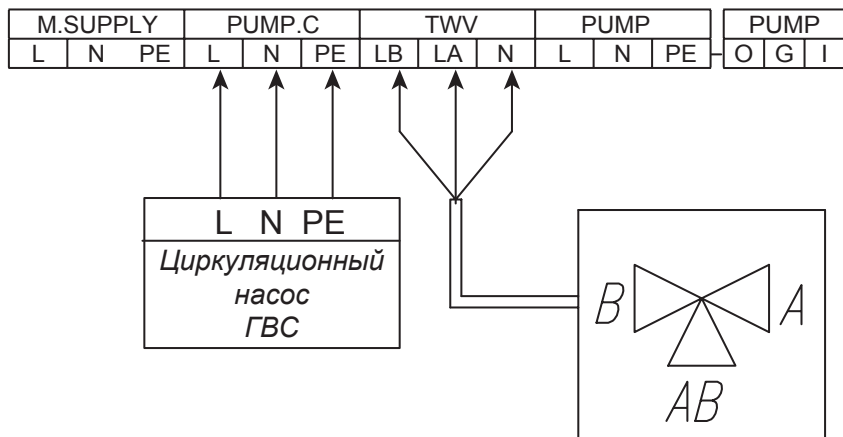 M.SUPPLY PUMP.C TWV PUMP PUMP
L N PE L N PE LB LA N L N PE O G I
L N PE
Циркуляционный
насос
ГВС
B A
AB